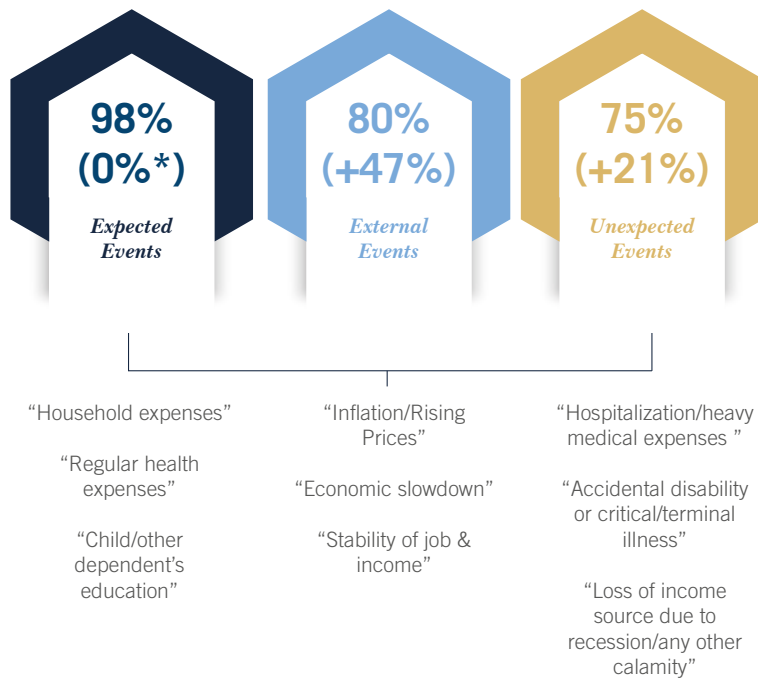 98%
(0%*)
Expected
Events
80%
(+47%)
External
Events
75%
(+21%)
Unexpected
Events
“Household expenses”
“Regular health
expenses”
“Child/other
dependent’s
education”
“Inflation/Rising
Prices”
“Economic slowdown”
“Stability of job &
income”
“Hospitalization/heavy
medical expenses ”
“Accidental disability
or critical/terminal
illness”
“Loss of income
source due to
recession/any other
calamity”